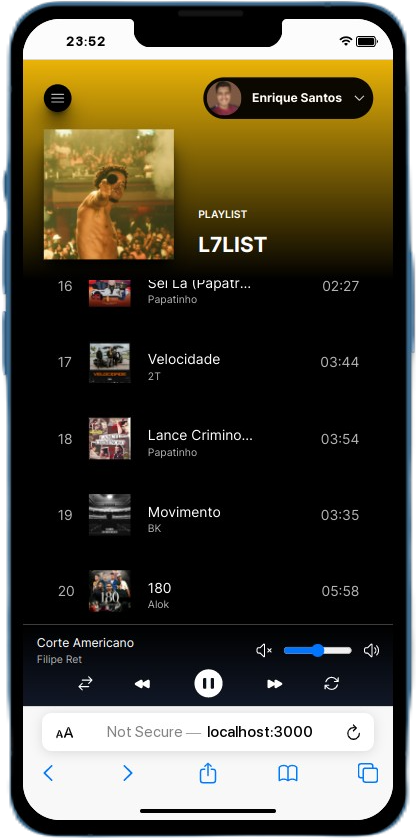 23:52
Enrique Santos
PLAYLIST
L7LIST
16 Sei La (Papatr... 02:27
Papatinho
17 Velocidade 03:44
2T
18 Lance Crimino... 03:54
Papatinho
19 Movimento 03:35
BK
20 180 05:58
Alok
Corte Americano
Filipe Ret
AA Not Secure — localhost:3000